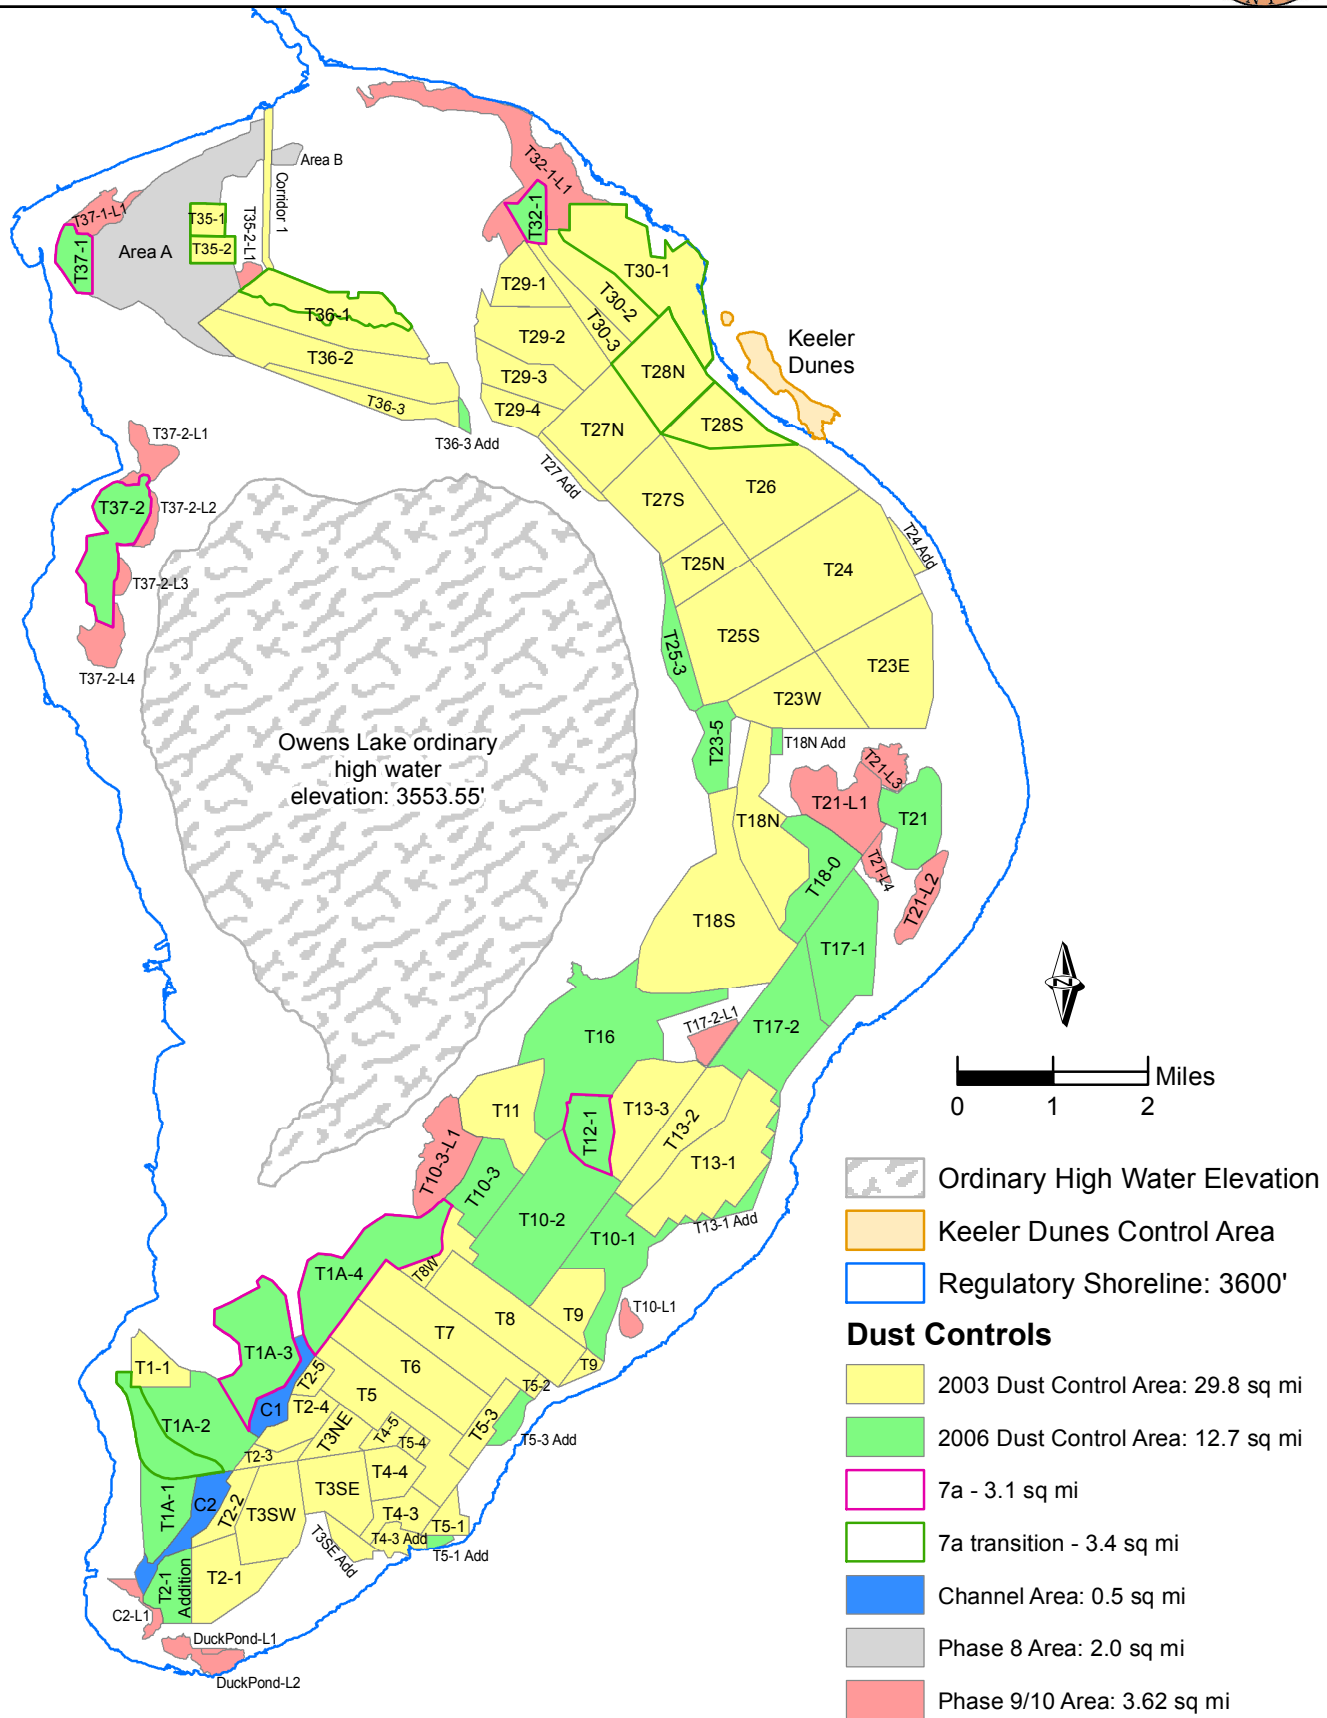 Area B
Corridor 1
T32-1-L1
T37-1-L1
T35-1
T35-2-L1
T32-1
T37-1
Area A
T35-2
T30-1
T29-1
T30-2
T36-1
T30-3
T29-2
Keeler
Dunes
T36-2
T28N
T29-3
T36-3
T29-4
T28S
T27N
T37-2-L1
T36-3 Add
T27 Add
T26
T27S
T37-2
T37-2-L2
T24 Add
T25N
T24
T37-2-L3
T25S
T25-3
T23E
T37-2-L4
T23W
Owens Lake ordinary
high water
elevation: 3553.55'
T23-5
T18N Add
T21-L3
T21-L1
T21
T18N
T18-0
T21-L4
T21-L2
T18S
T17-1
T17-2-L1
T17-2
T16
Miles
0 1 2
T11
T13-3
T13-2
T12-1
T10-3-L1
T13-1
T10-3
T10-2
T13-1 Add
T10-1
T8W
T1A-4
T10-L1
T8
T9
T7
T1A-3
T9
T1-1
T6
T2-5
T5-2
T5
C1
T2-4
T1A-2
T3NE
T4-5
T5-4
T5-3
T5-3 Add
T2-3
T4-4
T3SE
T1A-1
C2
T2-2
T3SW
T4-3
T5-1
T4-3 Add
T3SE Add
T5-1 Add
T2-1
Addition
T2-1
C2-L1
DuckPond-L1
DuckPond-L2
Ordinary High Water Elevation
Keeler Dunes Control Area
Regulatory Shoreline: 3600'
Dust Controls
2003 Dust Control Area: 29.8 sq mi
2006 Dust Control Area: 12.7 sq mi
7a - 3.1 sq mi
7a transition - 3.4 sq mi
Channel Area: 0.5 sq mi
Phase 8 Area: 2.0 sq mi
Phase 9/10 Area: 3.62 sq mi